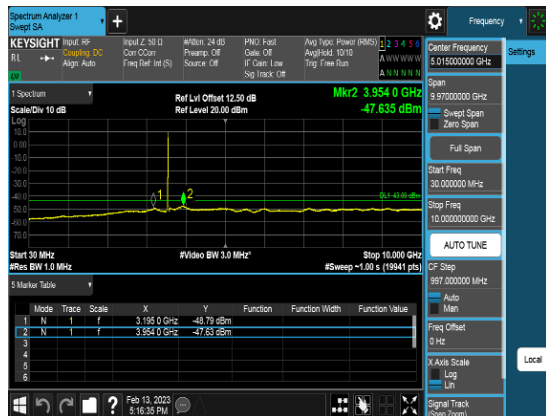 Spectrum Analyzer 1
Swept SA
Frequency
KEYSIGHT
Input: RF
Coupling: DC
Align: Auto
Input Z: 50 Ω
Corr CCorr
Freq Ref: Int (S)
#Atten: 24 dB
Preamp: Off
Source: Off
PNO: Fast
Gate: Off
IF Gain: Low
Sig Track: Off
Avg Type: Power (RMS)
Avg|Hold: 10/10
Trig: Free Run
1 2 3 4 5 6
A W W W W W
A N N N N N
RL
LXI
1 Spectrum
Scale/Div 10 dB
Ref Lvl Offset 12.50 dB
Ref Level 20.00 dBm
Mkr2 3.954 0 GHz
-47.635 dBm
Log
10.0
0.00
-10.0
-20.0
-30.0
-40.0
-50.0
-60.0
-70.0
1
2
DL1 -43.00 dBm
Start 30 MHz
#Res BW 1.0 MHz
#Video BW 3.0 MHz*
Stop 10.000 GHz
#Sweep ~1.00 s (19941 pts)
5 Marker Table
Mode Trace Scale X Y Function Function Width Function Value
1 N 1 f 3.195 0 GHz -48.79 dBm
2 N 1 f 3.954 0 GHz -47.63 dBm
3
4
5
6
Feb 13, 2023
5:16:35 PM
Center Frequency
5.015000000 GHz
Settings
Span
9.97000000 GHz
Swept Span
Zero Span
Full Span
Start Freq
30.000000 MHz
Stop Freq
10.000000000 GHz
AUTO TUNE
CF Step
997.000000 MHz
Auto
Man
Freq Offset
0 Hz
X Axis Scale
Log
Lin
Local
Signal Track
(Span Zoom)